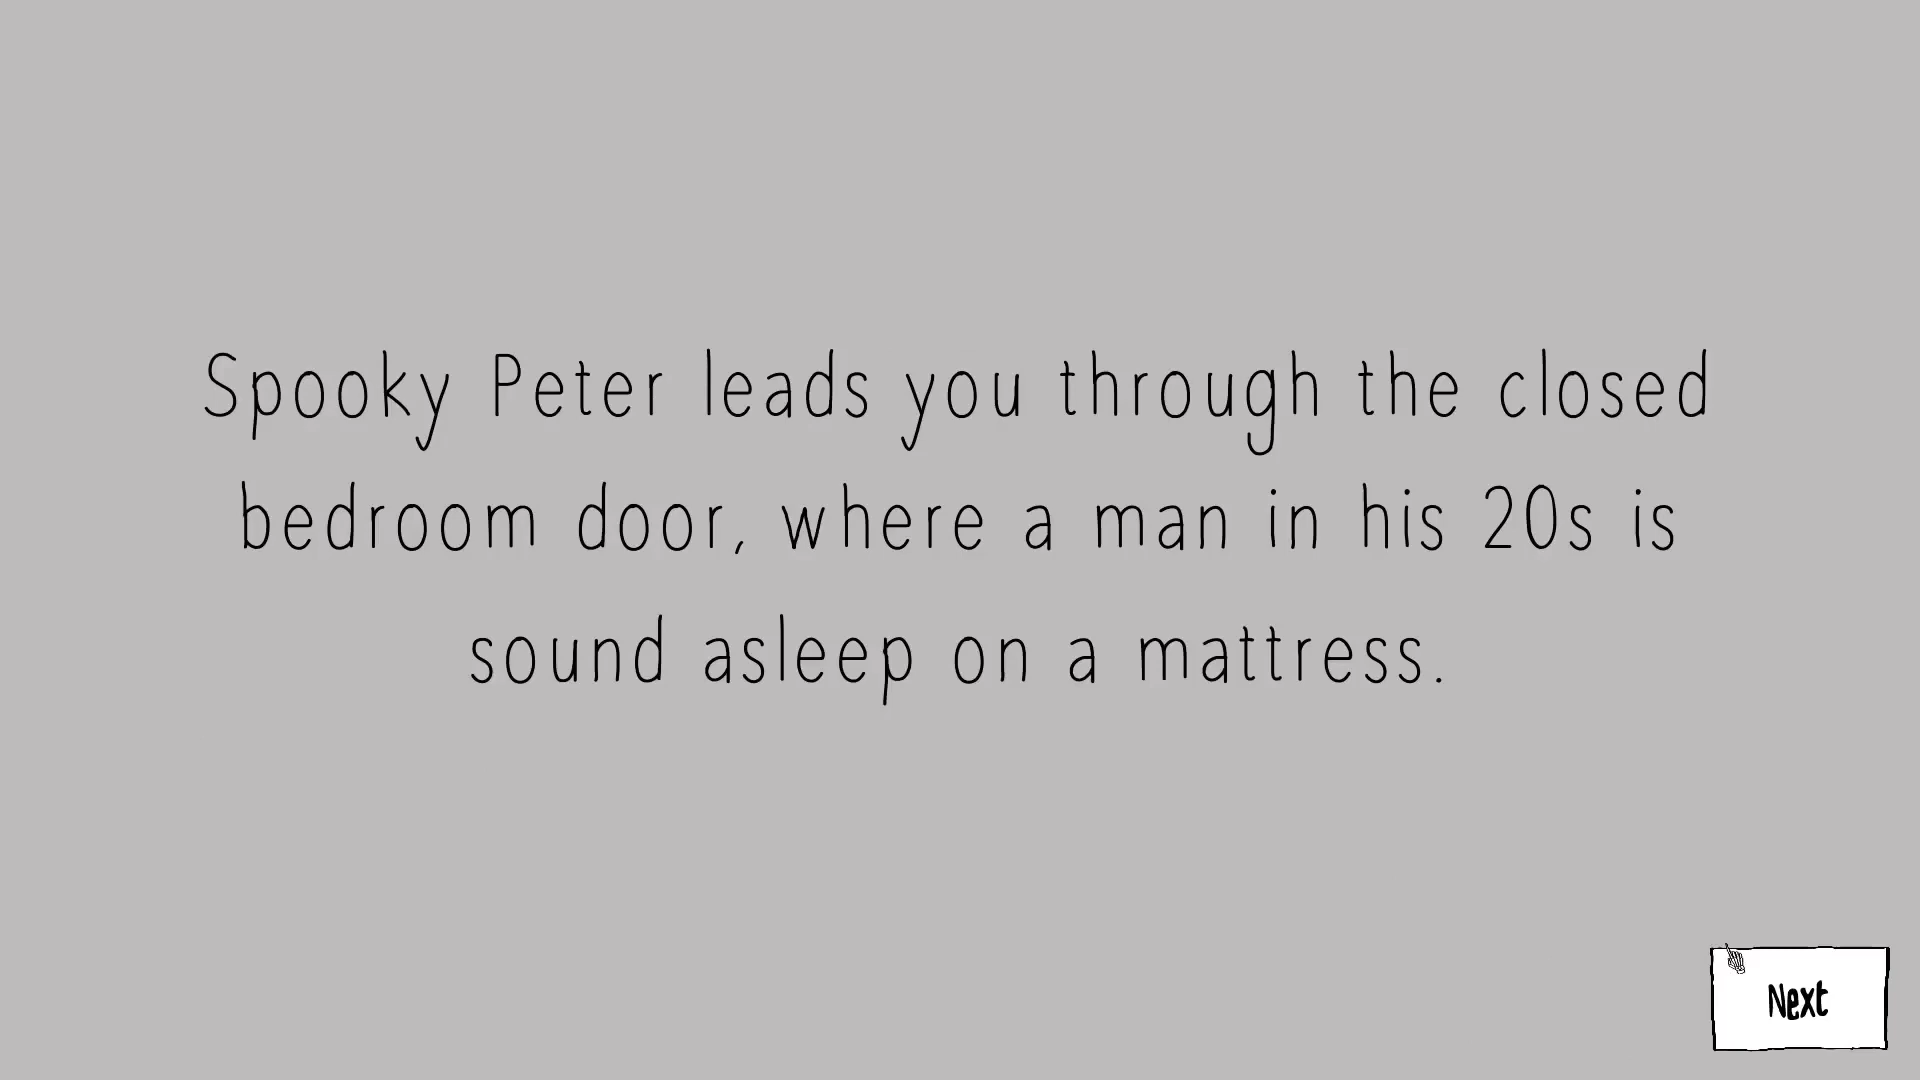 Spooky Peter leads you through the closed
bedroom door, where a man in his 20s is
sound asleep on a mattress.
Next